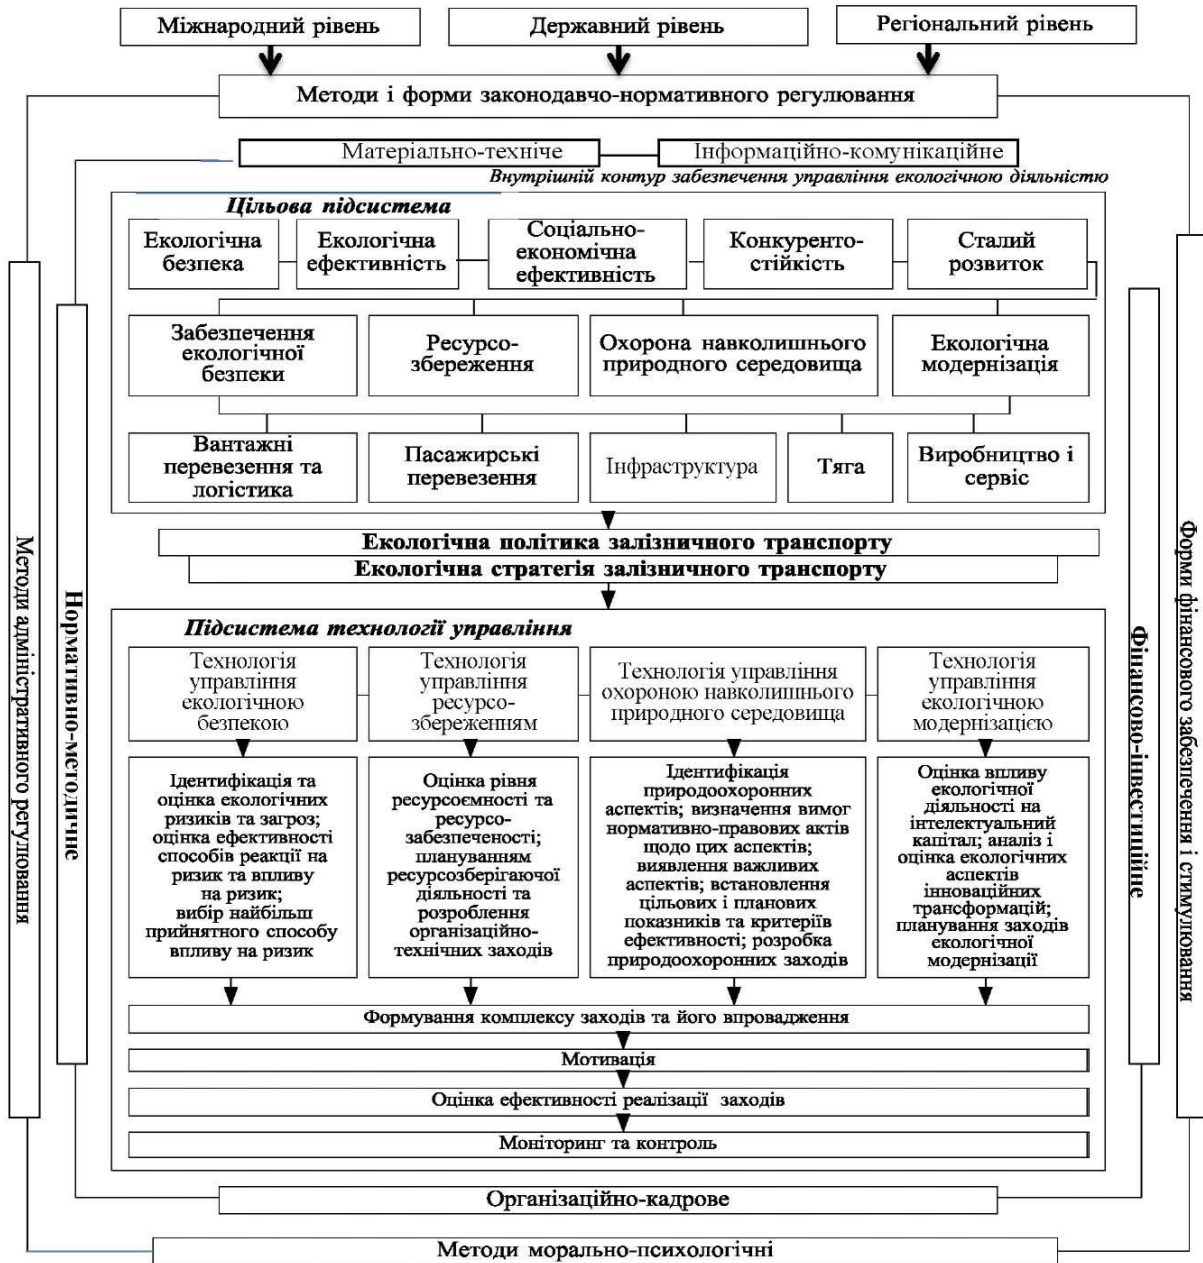 Міжнародний рівень
Державний рівень
Регіональний рівень
Методи і форми законодавчо-нормативного регулювання
Матеріально-техніче
Інформаційно-комунікаційне
Внутрішній контур забезпечення управління екологічною діяльністю
Цільова підсистема
Екологічна
безпека
Екологічна
ефективність
Соціально-
економічна
ефективність
Конкуренто-
стійкість
Сталий
розвиток
Забезпечення
екологічної
безпеки
Ресурсо-
збереження
Охорона навколишнього
природного середовища
Екологічна
модернізація
Вантажні
перевезення та
логістика
Пасажирські
перевезення
Інфраструктура
Тяга
Виробництво і
сервіс
Екологічна політика залізничного транспорту
Екологічна стратегія залізничного транспорту
Підсистема технології управління
Технологія
управління
екологічною
безпекою
Технологія
управління
ресурсо-
збереженням
Технологія управління
охороною навколишнього
природного середовища
Технологія
управління
екологічною
модернізацією
Ідентифікація та
оцінка екологічних
ризиків та загроз;
оцінка ефективності
способів реакції на
ризик та впливу
на ризик;
вибір найбільш
прийнятного способу
впливу на ризик
Оцінка рівня
ресурсоємності та
ресурсо-
забезпеченості;
плануванням
ресурсозберігаючої
діяльності та
розроблення
організаційно-
технічних заходів
Ідентифікація
природоохоронних
аспектів; визначення вимог
нормативно-правових актів
щодо цих аспектів;
виявлення важливих
аспектів; встановлення
цільових і планових
показників та критеріїв
ефективності; розробка
природоохоронних заходів
Оцінка впливу
екологічної
діяльності на
інтелектуальний
капітал; аналіз і
оцінка екологічних
аспектів
інноваційних
трансформацій;
планування заходів
екологічної
модернізації
Формування комплексу заходів та його впровадження
Мотивація
Оцінка ефективності реалізації заходів
Моніторинг та контроль
Організаційно-кадрове
Методи морально-психологічні
Методи адміністративного регулювання
Нормативно-методичне
Фінансово-інвестиційне
Форми фінансового забезпечення і стимулювання